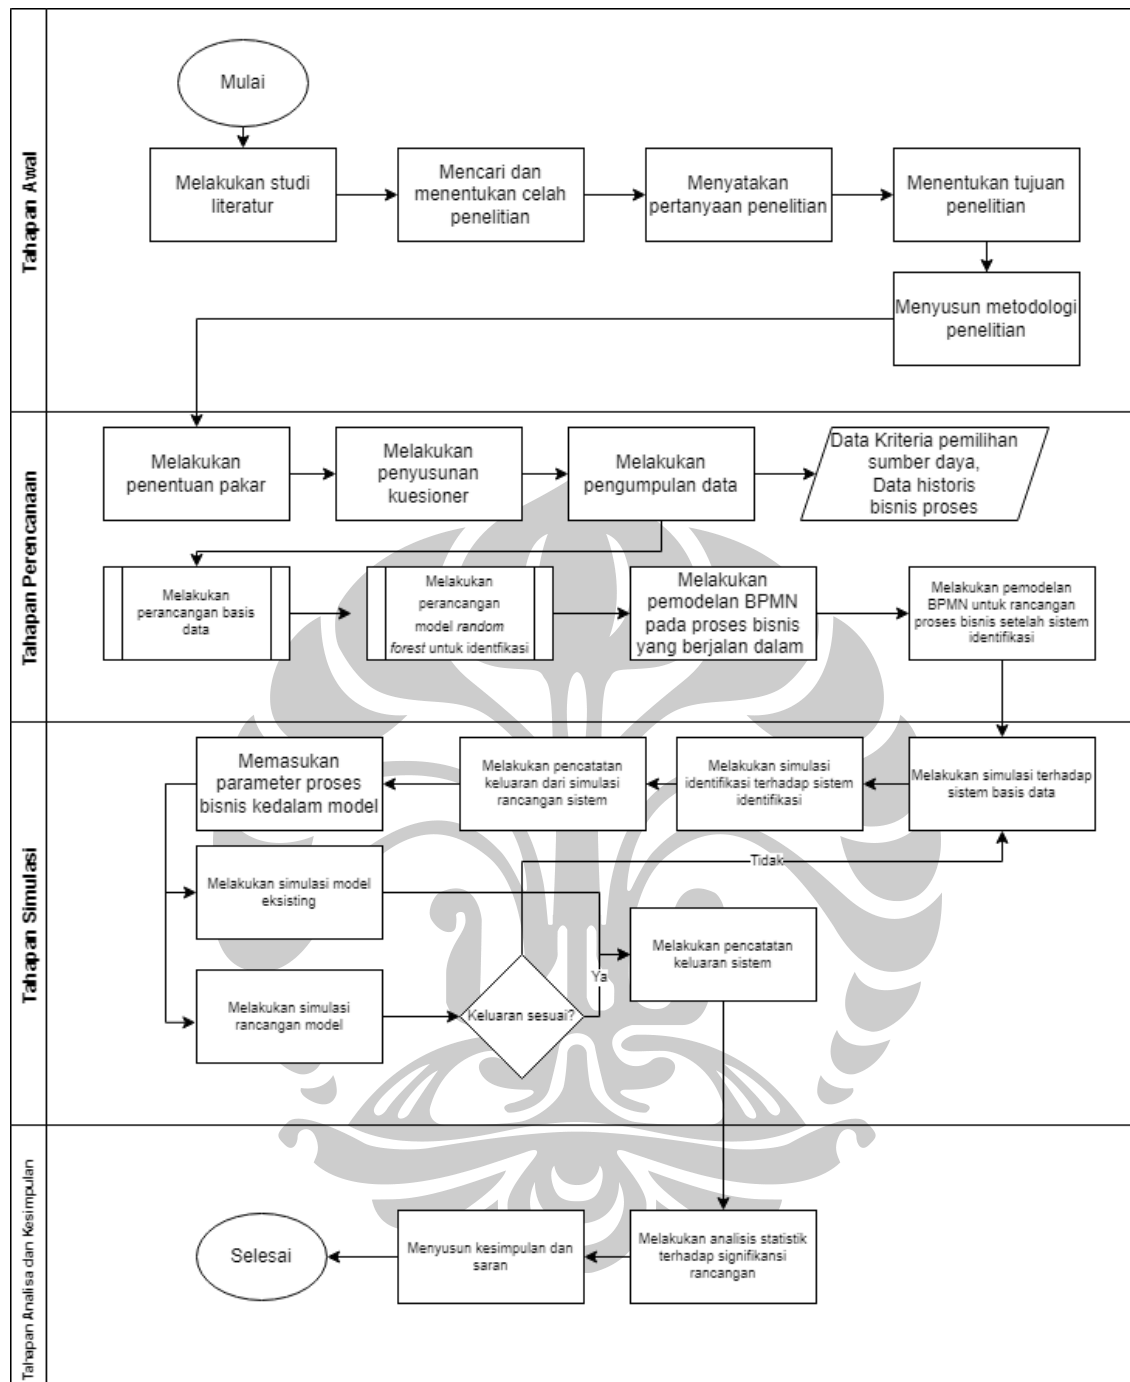 Tahapan Awal
Mulai
Melakukan studi
literatur
Mencari dan
menentukan celah
penelitian
Menyatakan
pertanyaan penelitian
Menentukan tujuan
penelitian
Menyusun metodologi
penelitian
Tahapan Perencanaan
Melakukan
penentuan pakar
Melakukan
penyusunan
kuesioner
Melakukan
pengumpulan data
Data Kriteria pemilihan
sumber daya,
Data historis
bisnis proses
Melakukan
perancangan basis
data
Melakukan
perancangan
model random
forest untuk identfikasi
Melakukan
pemodelan BPMN
pada proses bisnis
yang berjalan dalam
Melakukan pemodelan
BPMN untuk rancangan
proses bisnis setelah sistem
identifikasi
Tahapan Simulasi
Memasukan
parameter proses
bisnis kedalam model
Melakukan pencatatan
keluaran dari simulasi
rancangan sistem
Melakukan simulasi
identifikasi terhadap sistem
identifikasi
Melakukan simulasi terhadap
sistem basis data
Tidak
Melakukan simulasi model
eksisting
Melakukan pencatatan
keluaran sistem
Ya
Melakukan simulasi
rancangan model
Keluaran sesuai?
Tahapan Analisa dan Kesimpulan
Selesai
Menyusun kesimpulan dan
saran
Melakukan analisis statistik
terhadap signifikansi
rancangan